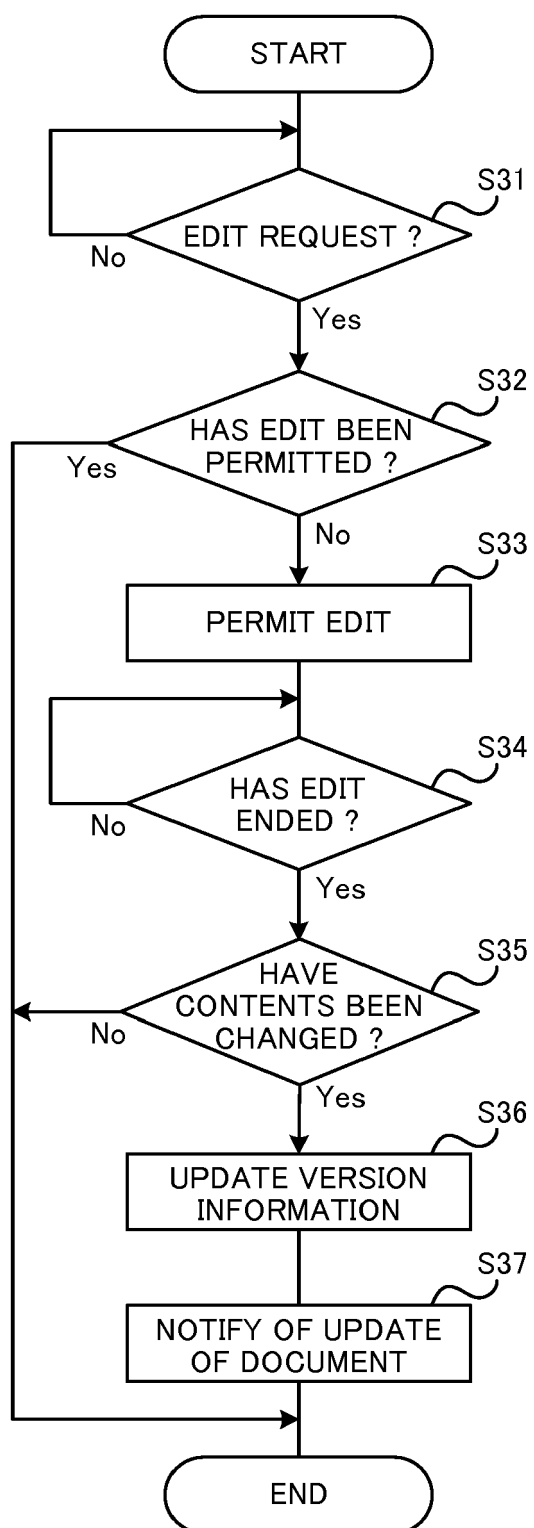 START
S31
EDIT REQUEST ?
No
Yes
S32
HAS EDIT BEEN
PERMITTED ?
Yes
No
S33
PERMIT EDIT
S34
HAS EDIT
ENDED ?
No
Yes
S35
HAVE
CONTENTS BEEN
CHANGED ?
No
Yes
S36
UPDATE VERSION
INFORMATION
S37
NOTIFY OF UPDATE
OF DOCUMENT
END